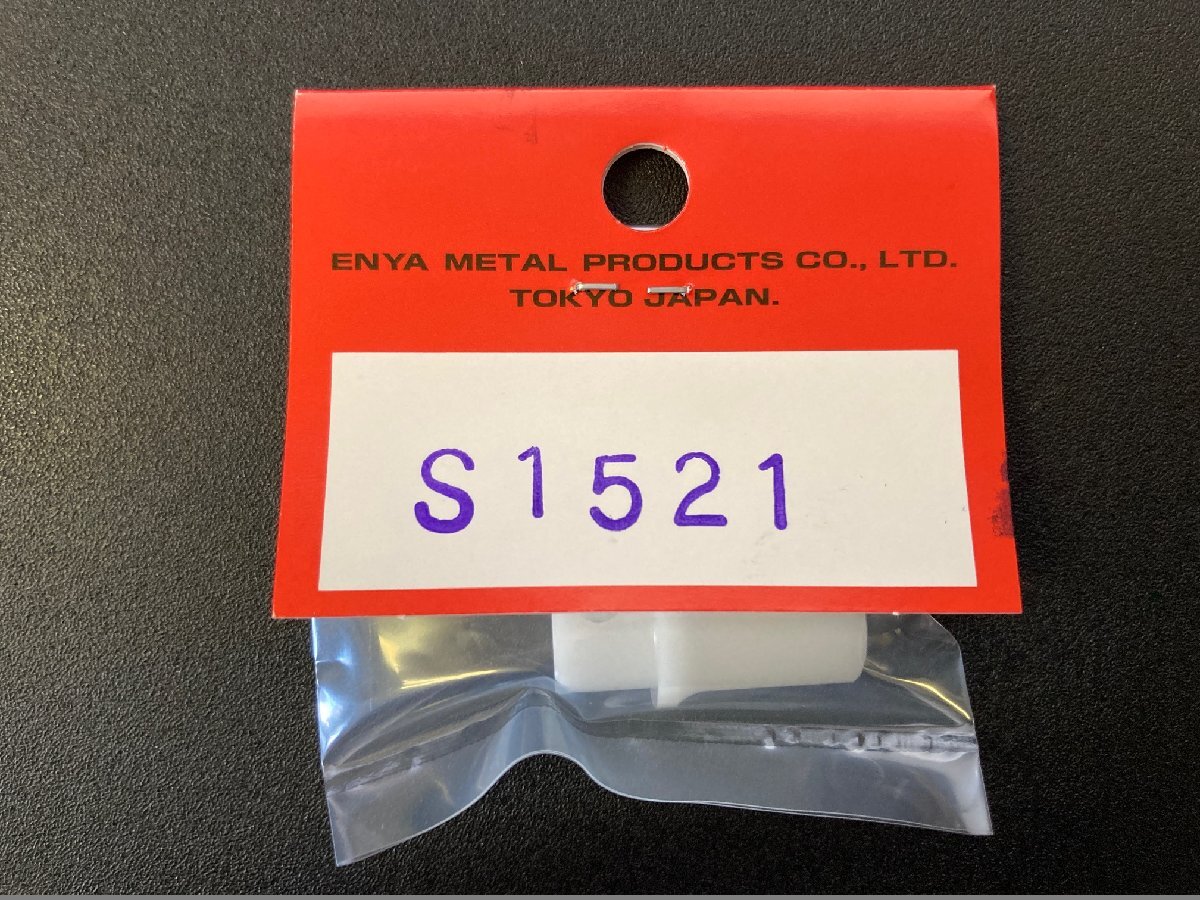 ENYA METAL PRODUCTS CO., LTD.
TOKYO JAPAN.
S1521